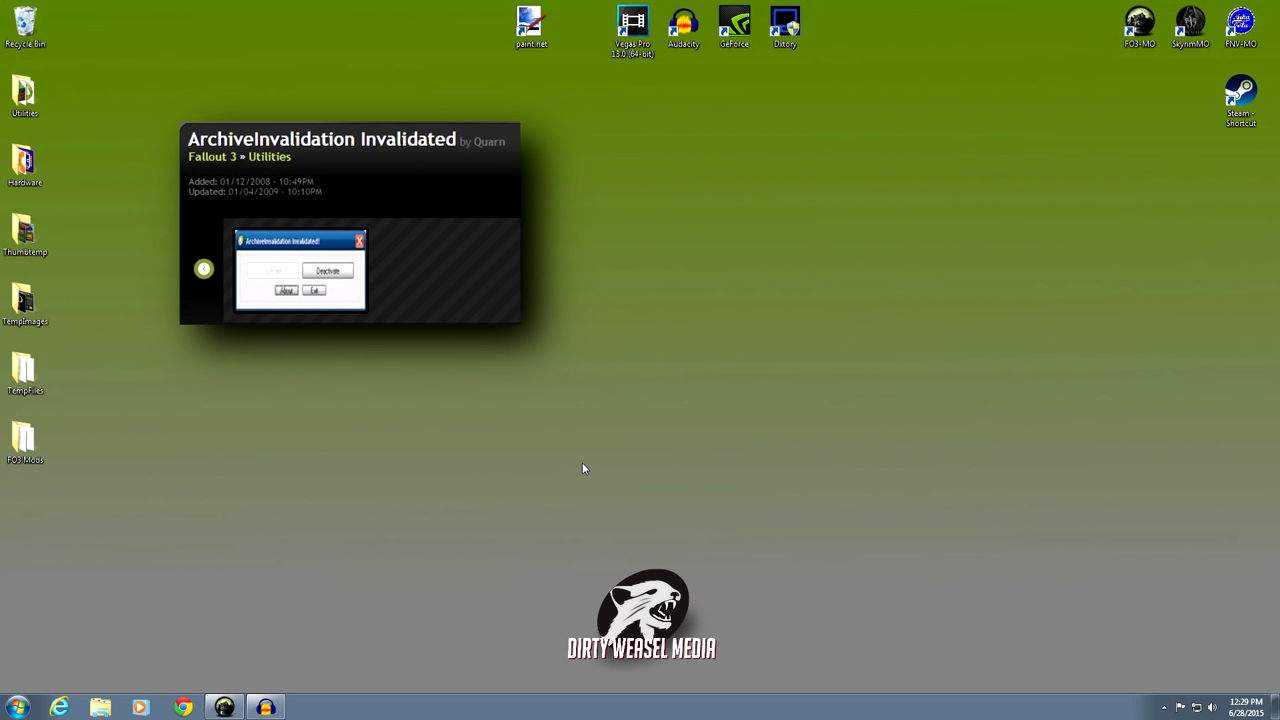 Recycle Bin
Utilities
Hardware
Thumbtemp
TempImages
TempFiles
FO3 Mods
paint.net
Vegas Pro
13.0 (64-bit)
Audacity
GeForce
Dxtory
FO3-MO
SkyrimMO
FNV-MO
Steam -
Shortcut
ArchiveInvalidation Invalidated by Quarn
Fallout 3 » Utilities
Added: 01/12/2008 - 10:49PM
Updated: 01/04/2009 - 10:10PM
ArchiveInvalidation Invalidated!
Deactivate
About Exit
DIRTY WEASEL MEDIA
12:29 PM
6/28/2015